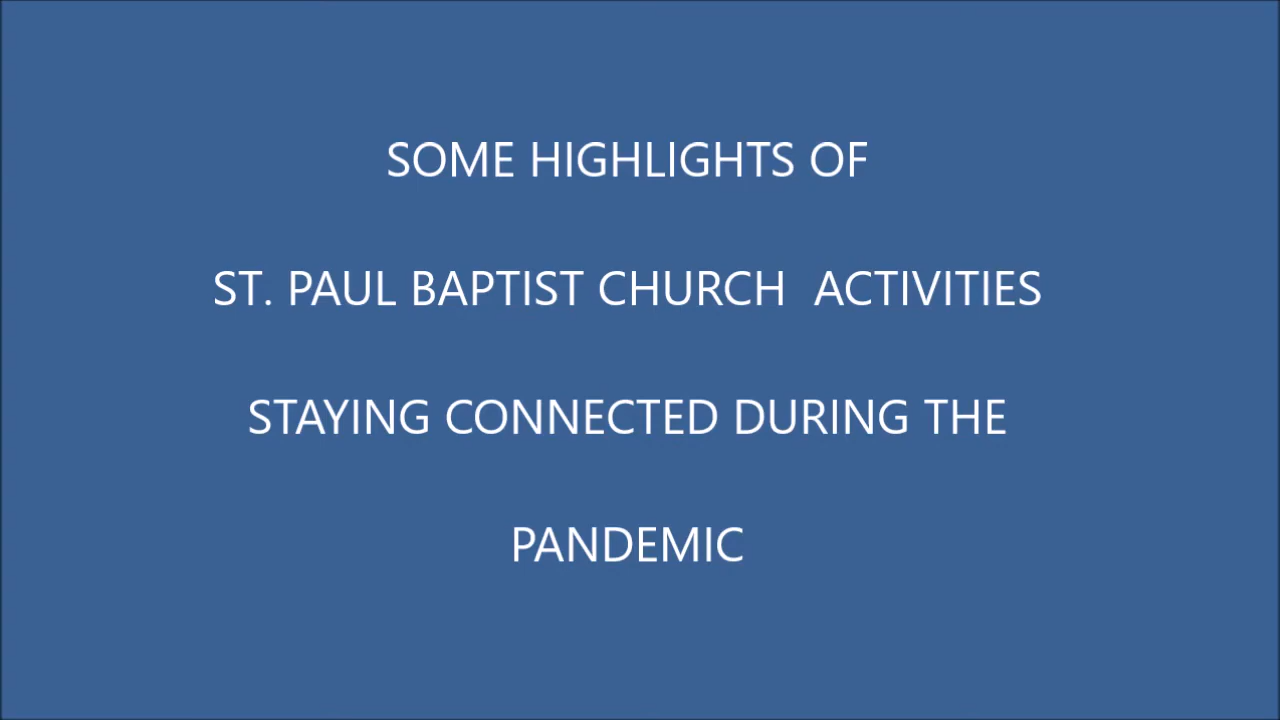 SOME HIGHLIGHTS OF
ST. PAUL BAPTIST CHURCH  ACTIVITIES
STAYING CONNECTED DURING THE
PANDEMIC